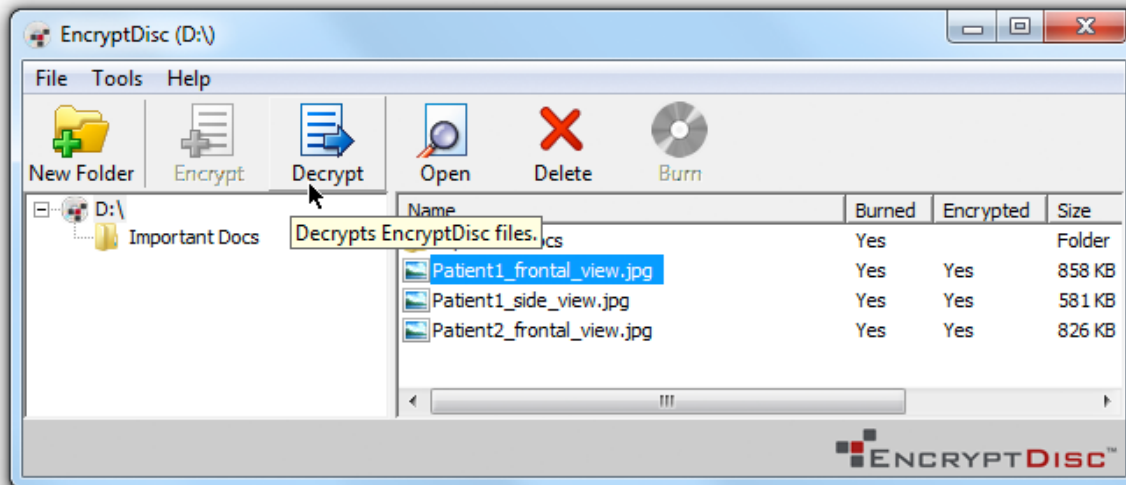 EncryptDisc (D:\)
File Tools Help
New Folder Encrypt Decrypt Open Delete Burn
D:\
Important Docs
Decrypts EncryptDisc files.
Name Burned Encrypted Size
ocs Yes Folder
Patient1_frontal_view.jpg Yes Yes 858 KB
Patient1_side_view.jpg Yes Yes 581 KB
Patient2_frontal_view.jpg Yes Yes 826 KB
ENCRYPTDISC™